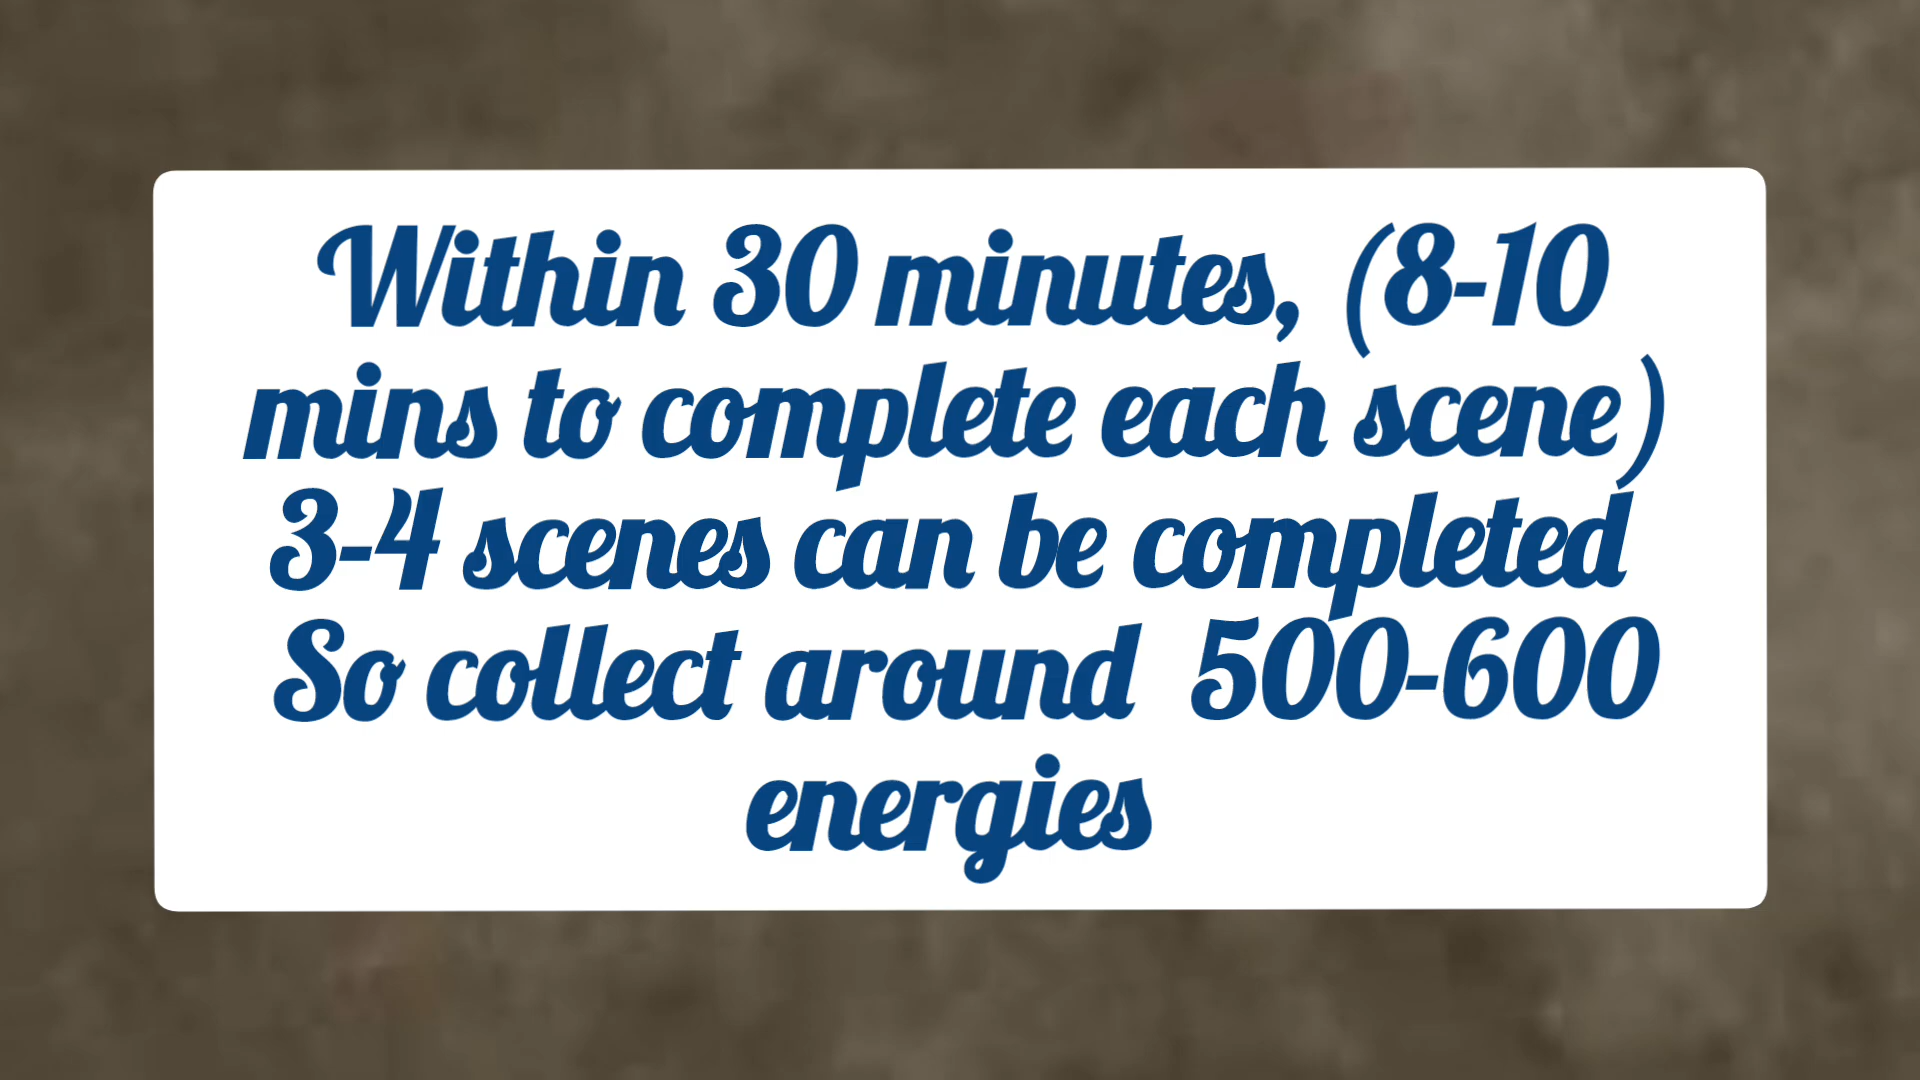 Within 30 minutes, (8-10
mins to complete each scene)
3-4 scenes can be completed
So collect around 500-600
energies